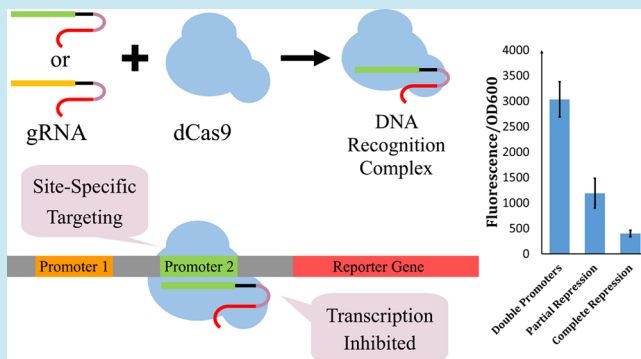 or
gRNA
dCas9
DNA
Recognition
Complex
Site-Specific
Targeting
Promoter 1
Promoter 2
Reporter Gene
Transcription
Inhibited
Fluorescence/OD600
4000
3500
3000
2500
2000
1500
1000
500
0
Double Promoters
Partial Repression
Complete Repression